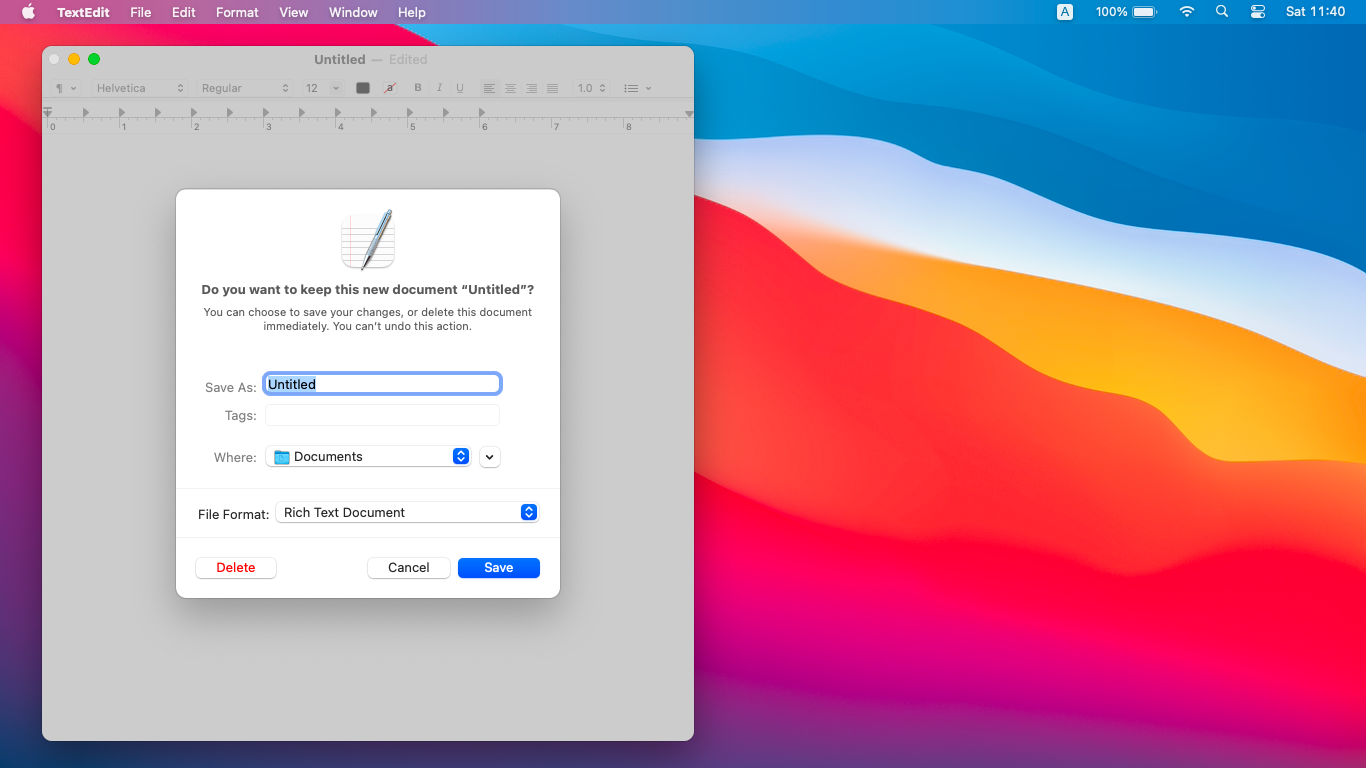 TextEdit File Edit Format View Window Help A 100% Sat 11:40
Untitled — Edited
¶ Helvetica Regular 12 a B I U 1.0
0 1 2 3 4 5 6 7 8
Do you want to keep this new document “Untitled”?
You can choose to save your changes, or delete this document
immediately. You can’t undo this action.
Save As: Untitled
Tags:
Where: Documents
File Format: Rich Text Document
Delete Cancel Save